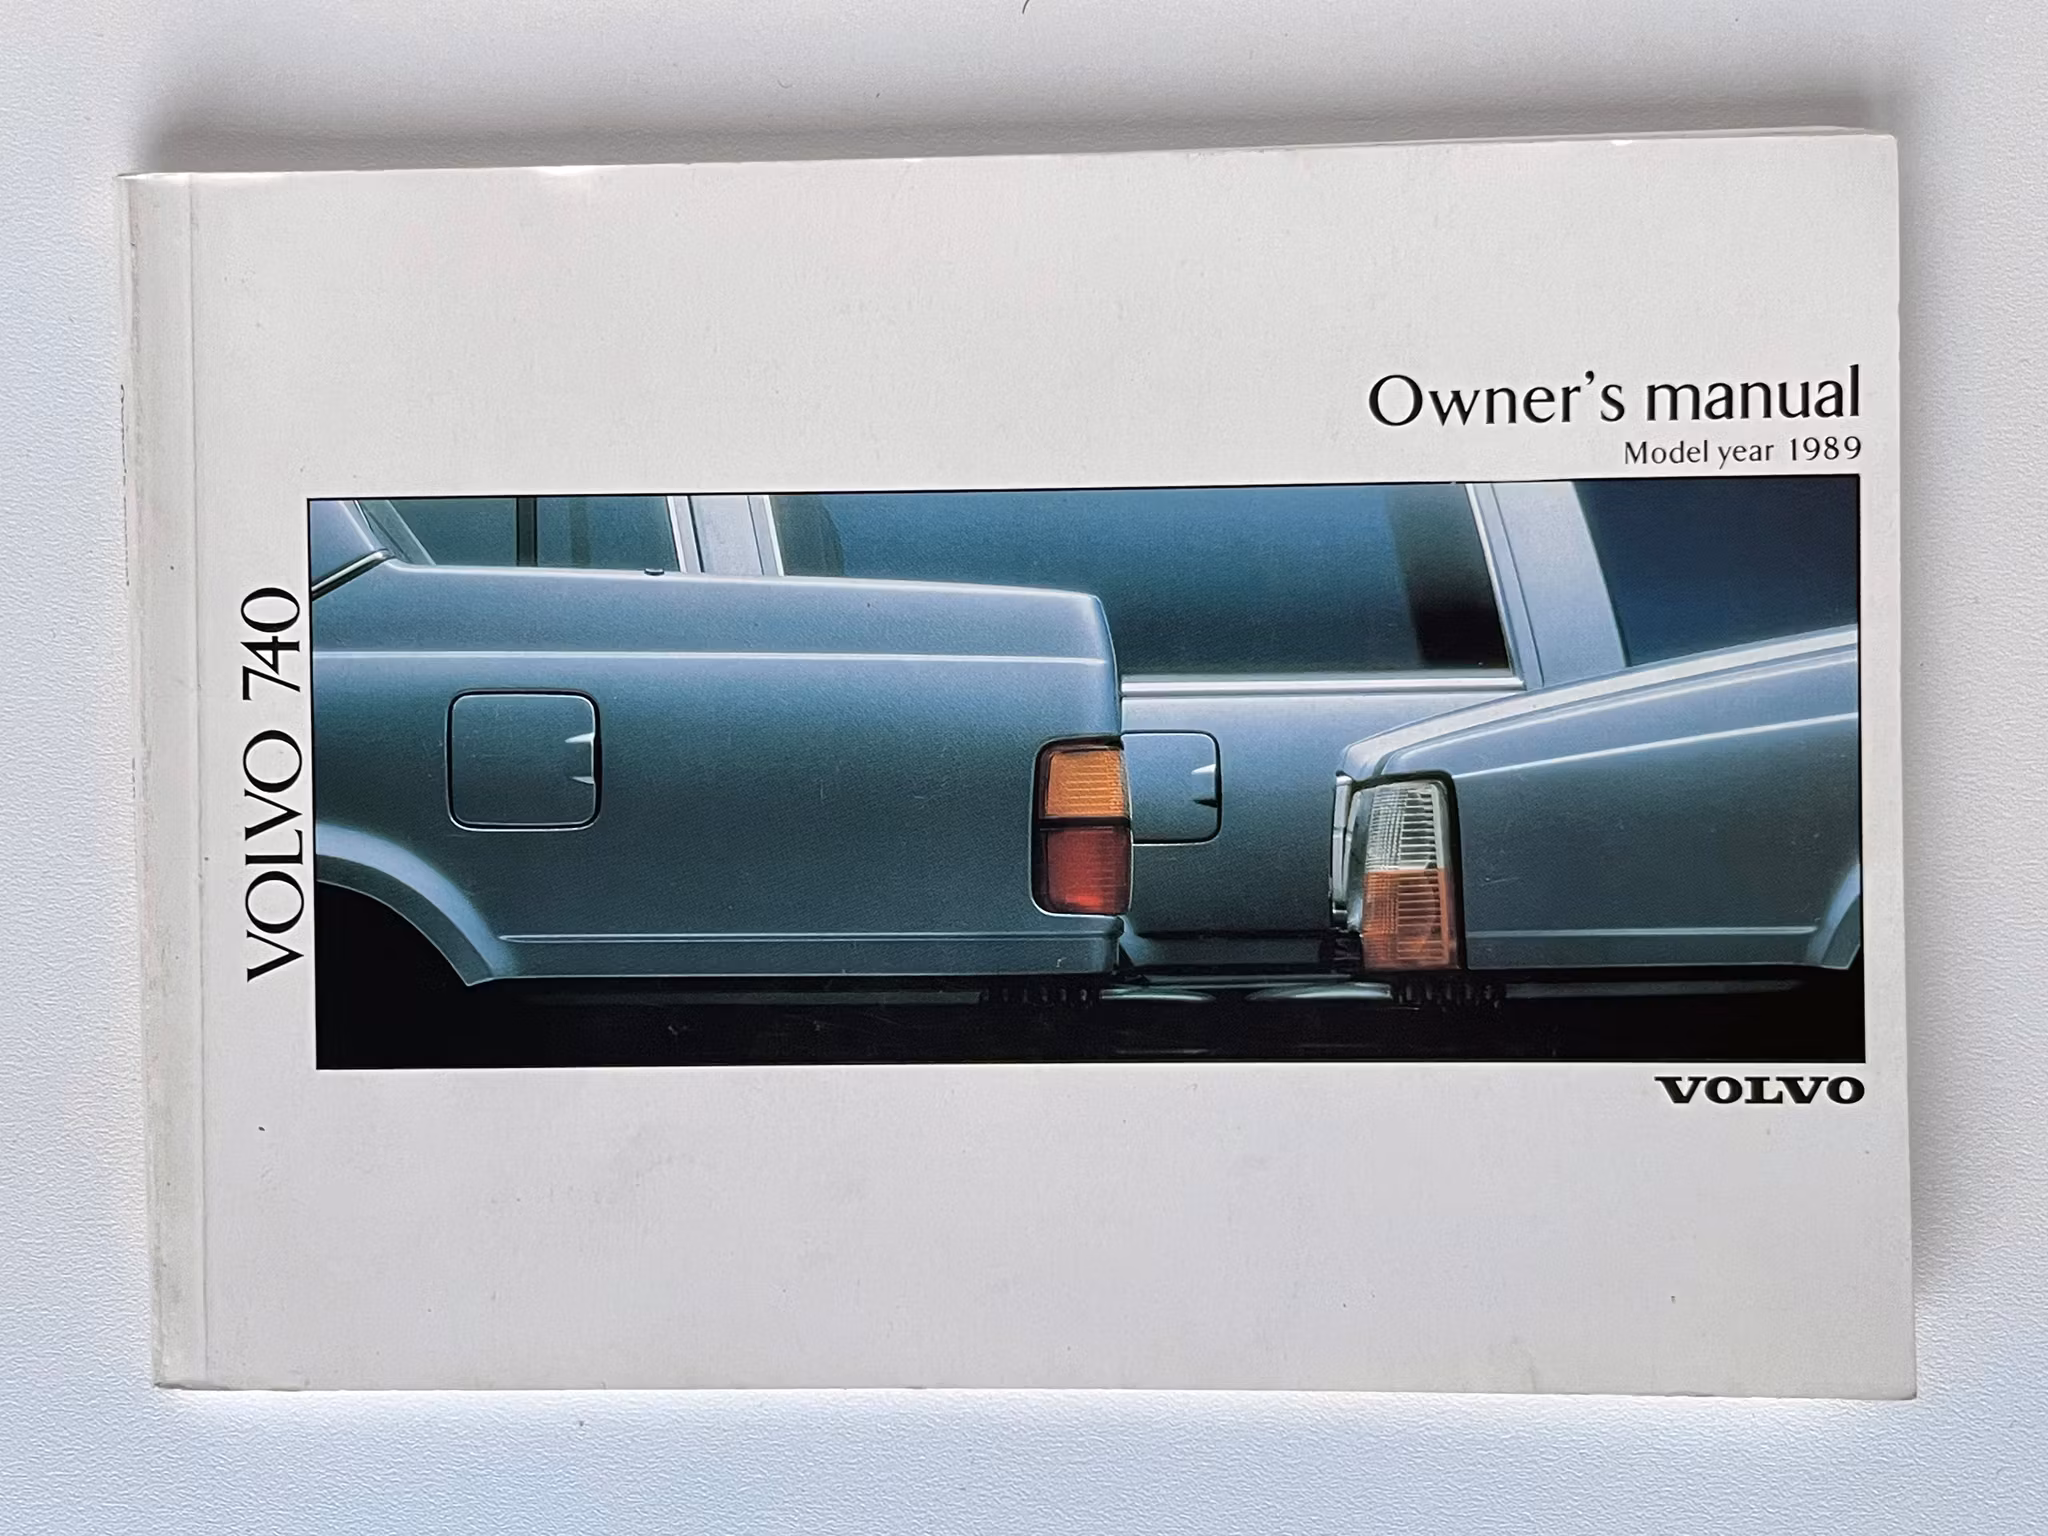 Owner's manual
Model year 1989
VOLVO 740
VOLVO